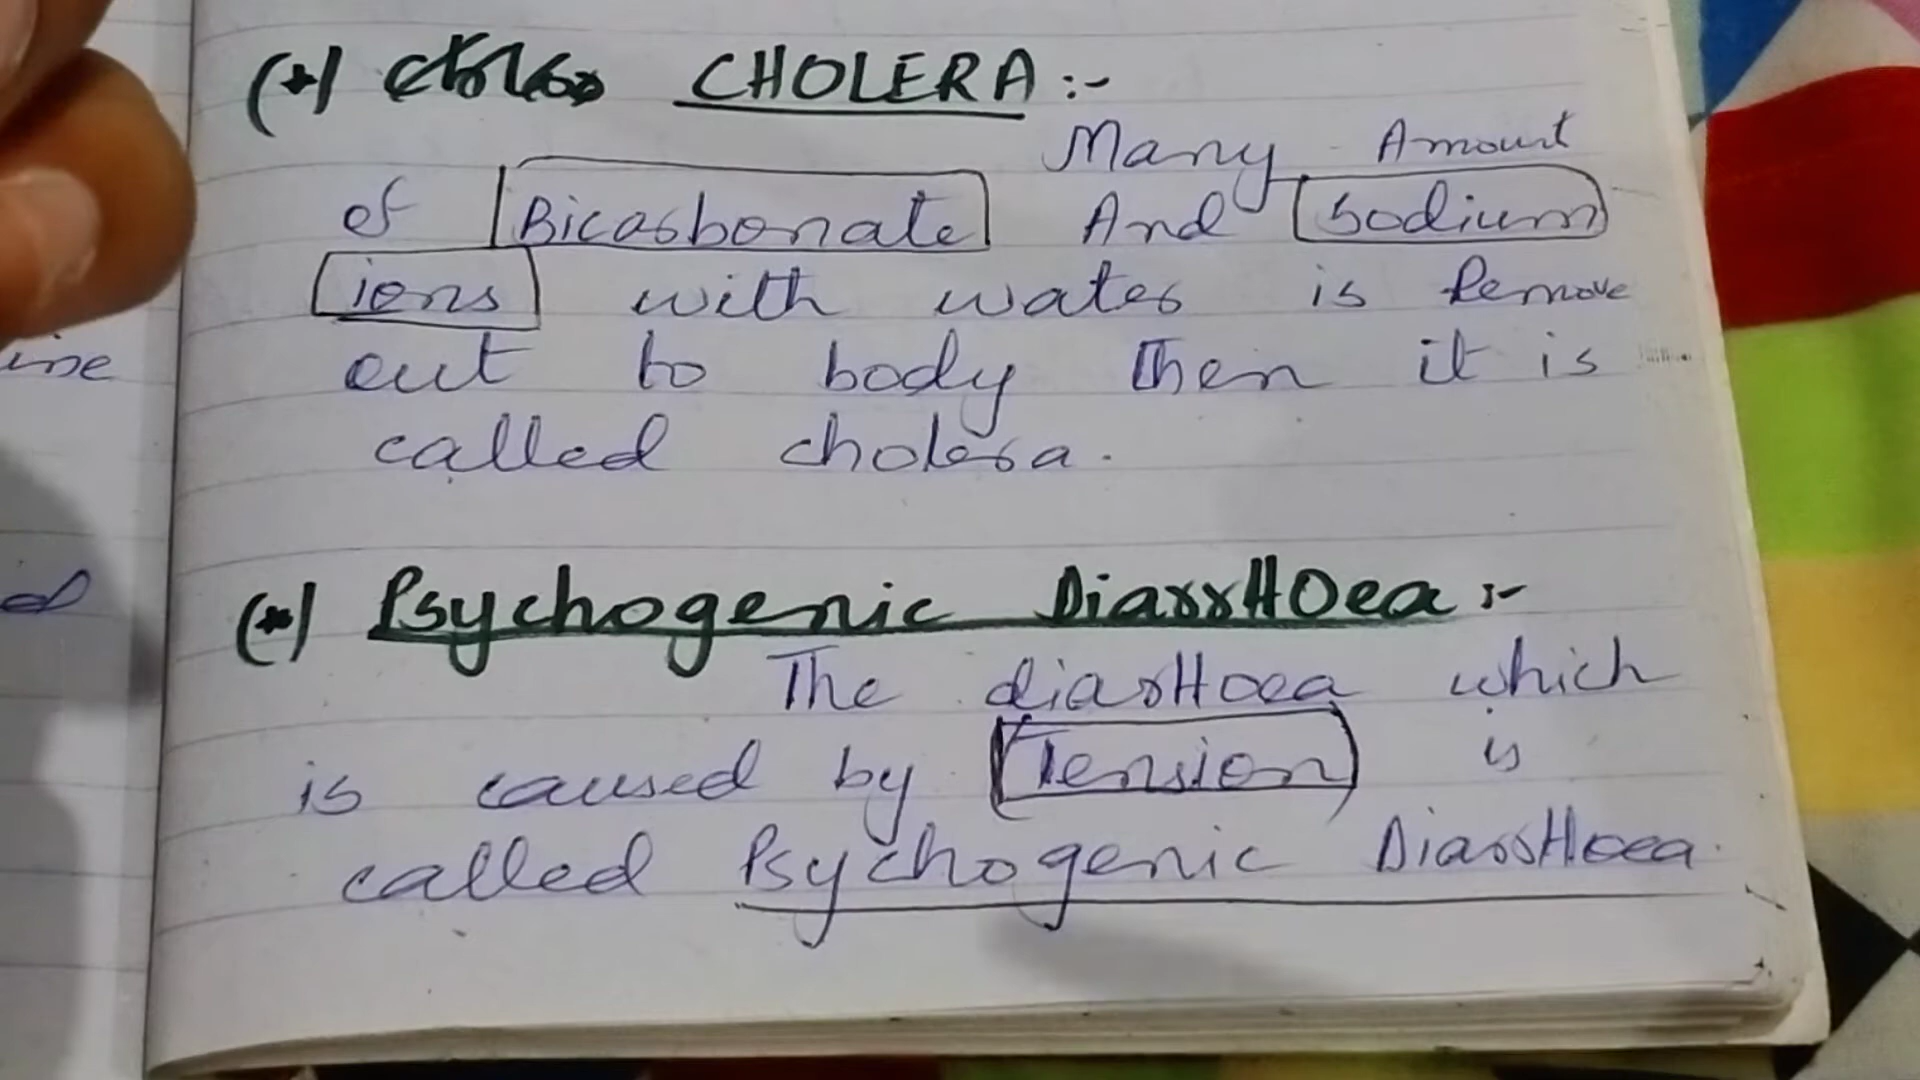 (*) CHOLERA :-
Many Amount
of Bicarbonate And Sodium
ions with water is Remove
out to body Then it is
called cholera.
(*) Psychogenic DiarrHOea :-
The diarHoea which
is caused by Tension is
called Psychogenic DiarrHoea.